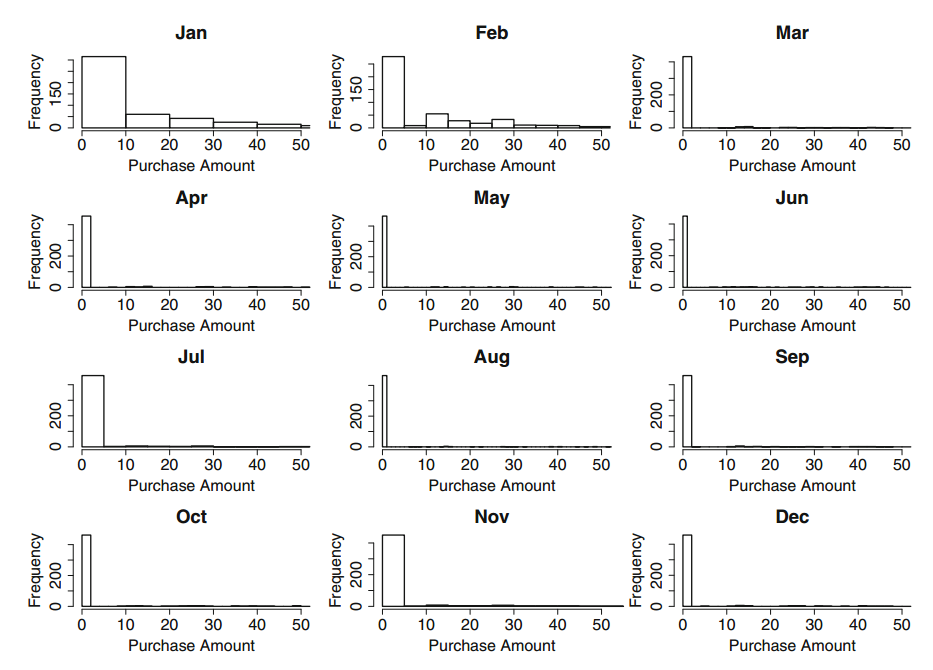 Jan Feb Mar
Frequency 0 150 Frequency 0 150 Frequency 0 200
0 10 20 30 40 50 0 10 20 30 40 50 0 10 20 30 40 50
Purchase Amount Purchase Amount Purchase Amount
Apr May Jun
Frequency 0 200 Frequency 0 200 Frequency 0 200
0 10 20 30 40 50 0 10 20 30 40 50 0 10 20 30 40 50
Purchase Amount Purchase Amount Purchase Amount
Jul Aug Sep
Frequency 0 200 Frequency 0 200 Frequency 0 200
0 10 20 30 40 50 0 10 20 30 40 50 0 10 20 30 40 50
Purchase Amount Purchase Amount Purchase Amount
Oct Nov Dec
Frequency 0 200 Frequency 0 200 Frequency 0 200
0 10 20 30 40 50 0 10 20 30 40 50 0 10 20 30 40 50
Purchase Amount Purchase Amount Purchase Amount